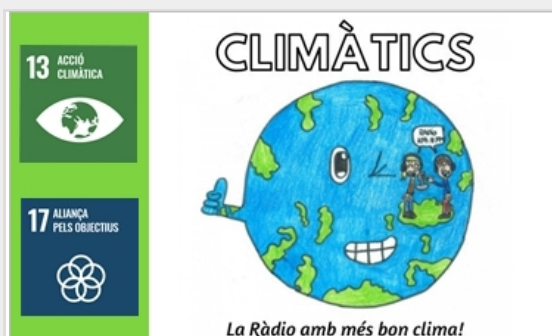 CLIMÀTICS
13 ACCIÓ
CLIMÀTICA
17 ALIANÇA
PELS OBJECTIUS
La Ràdio amb més bon clima!